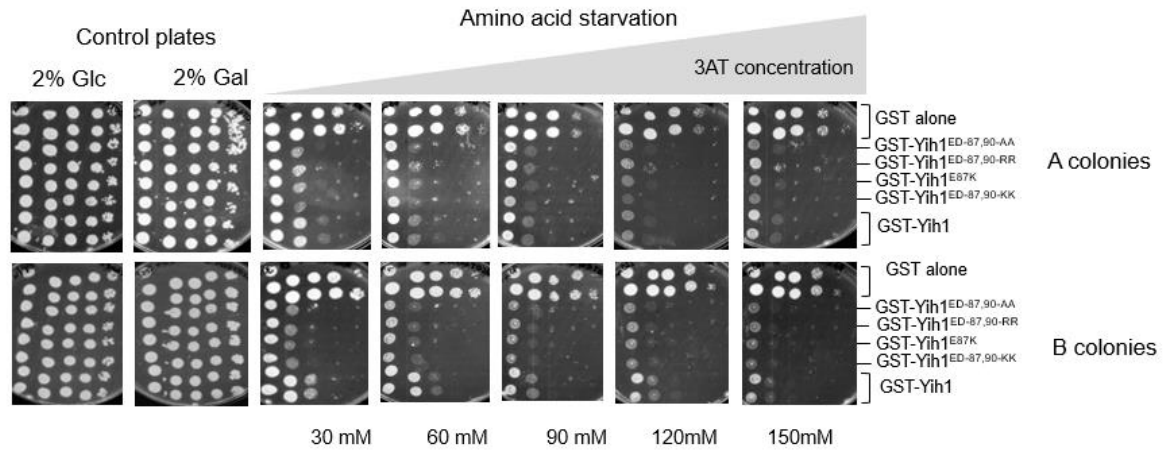 Amino acid starvation
Control plates
3AT concentration
2% Glc
2% Gal
GST alone
GST-Yih1ED-87,90-AA
GST-Yih1ED-87,90-RR
GST-Yih1E87K
GST-Yih1ED-87,90-KK
GST-Yih1
A colonies
GST alone
GST-Yih1ED-87,90-AA
GST-Yih1ED-87,90-RR
GST-Yih1E87K
GST-Yih1ED-87,90-KK
GST-Yih1
B colonies
30 mM
60 mM
90 mM
120mM
150mM